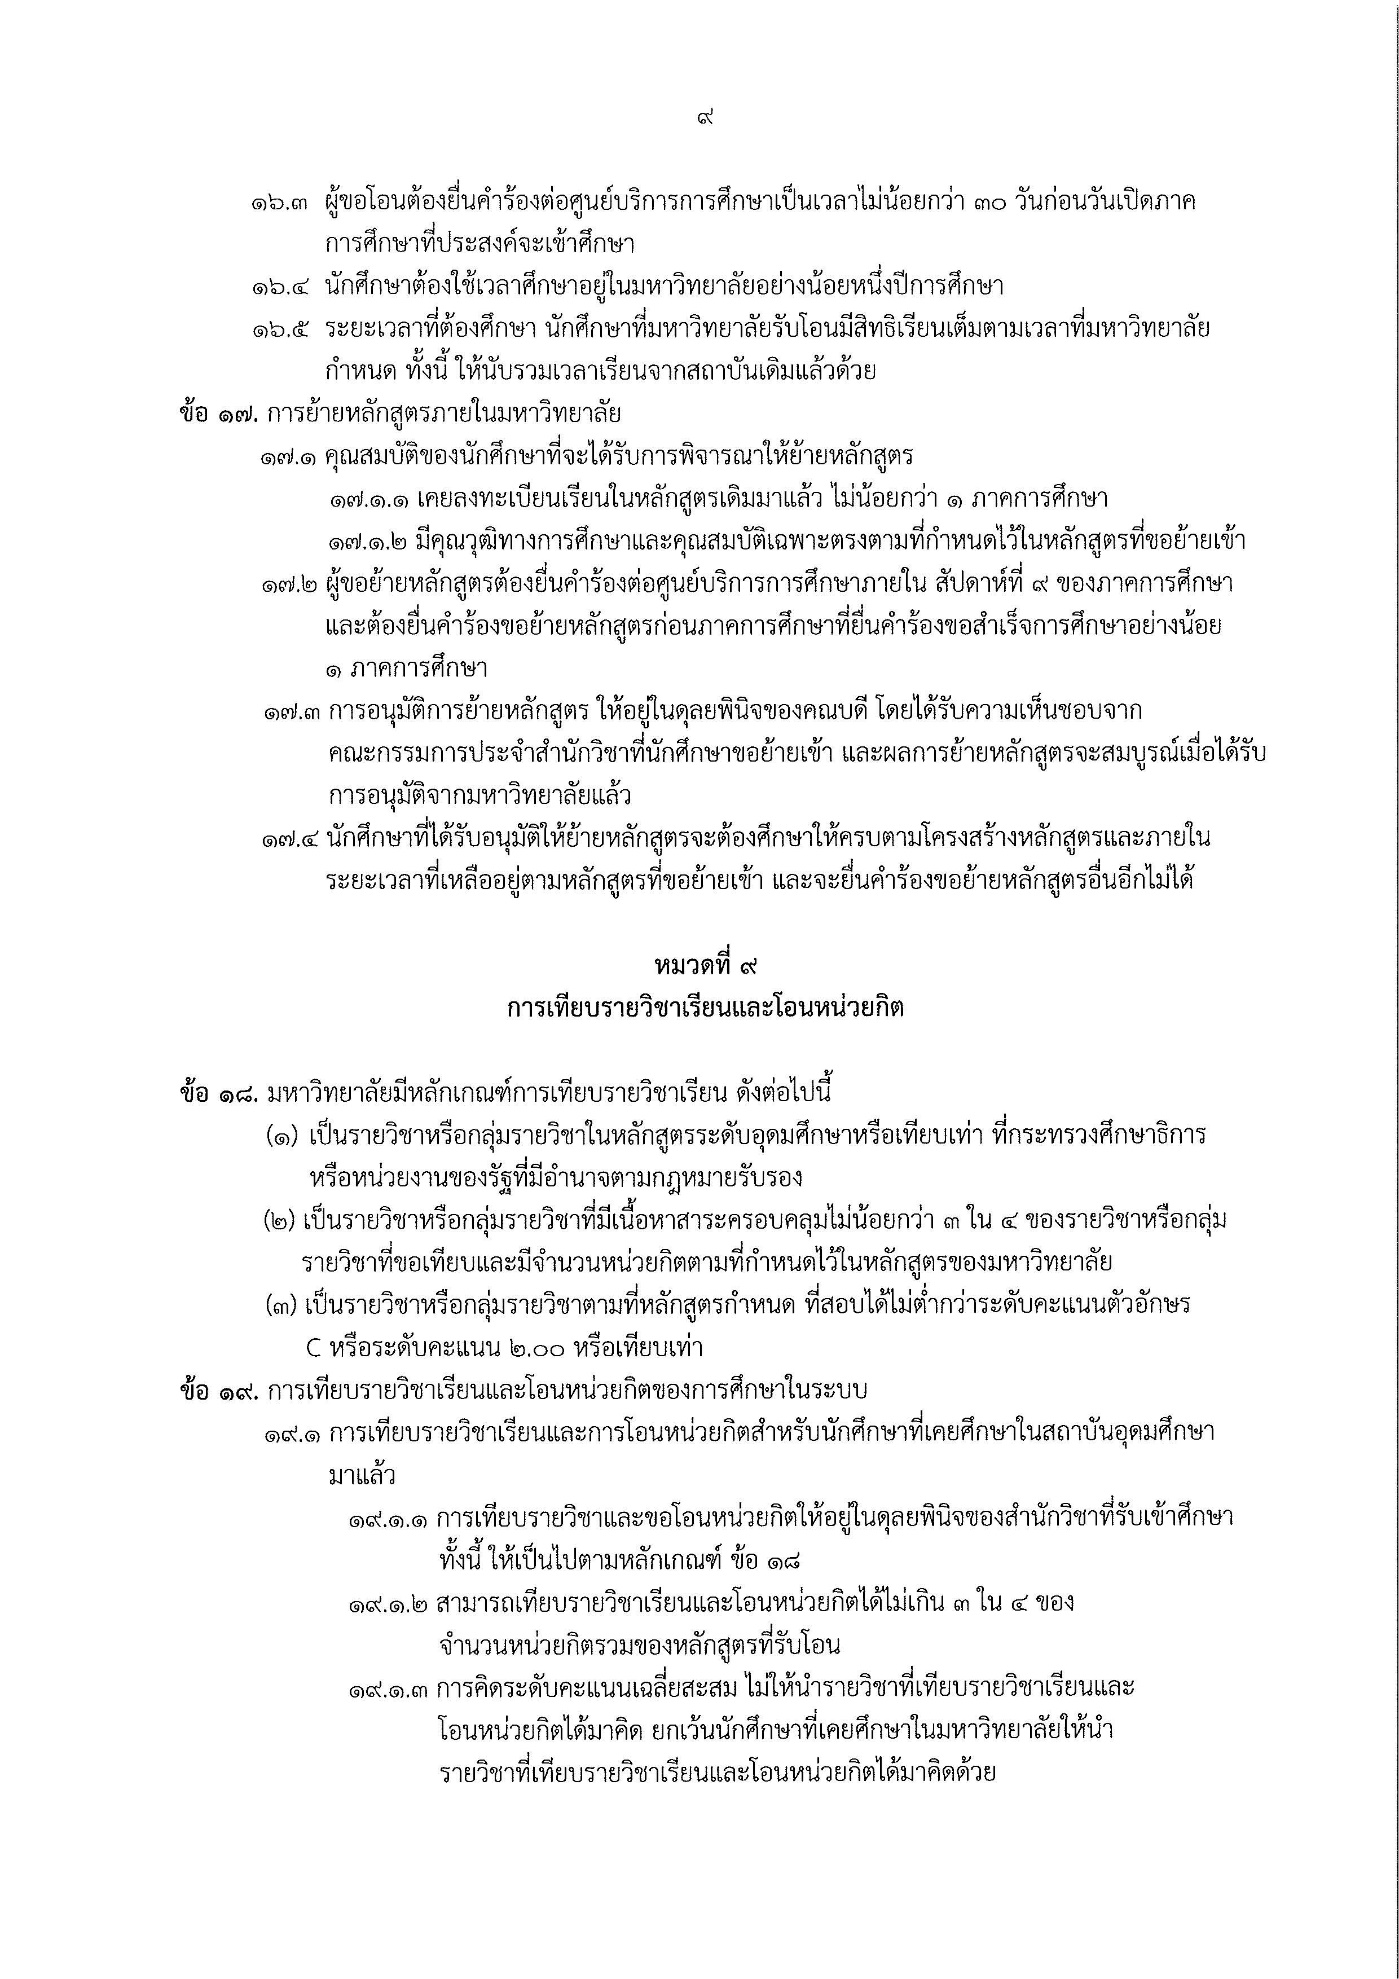 ๙
๑๖.๓ ผู้ขอโอนต้องยื่นคำร้องต่อศูนย์บริการการศึกษาเป็นเวลาไม่น้อยกว่า ๓๐ วันก่อนวันเปิดภาค
การศึกษาที่ประสงค์จะเข้าศึกษา
๑๖.๔ นักศึกษาต้องใช้เวลาศึกษาอยู่ในมหาวิทยาลัยอย่างน้อยหนึ่งปีการศึกษา
๑๖.๕ ระยะเวลาที่ต้องศึกษา นักศึกษาที่มหาวิทยาลัยรับโอนมีสิทธิเรียนเต็มตามเวลาที่มหาวิทยาลัย
กำหนด ทั้งนี้ ให้นับรวมเวลาเรียนจากสถาบันเดิมแล้วด้วย
ข้อ ๑๗. การย้ายหลักสูตรภายในมหาวิทยาลัย
๑๗.๑ คุณสมบัติของนักศึกษาที่จะได้รับการพิจารณาให้ย้ายหลักสูตร
๑๗.๑.๑ เคยลงทะเบียนเรียนในหลักสูตรเดิมมาแล้ว ไม่น้อยกว่า ๑ ภาคการศึกษา
๑๗.๑.๒ มีคุณวุฒิทางการศึกษาและคุณสมบัติเฉพาะตรงตามที่กำหนดไว้ในหลักสูตรที่ขอย้ายเข้า
๑๗.๒ ผู้ขอย้ายหลักสูตรต้องยื่นคำร้องต่อศูนย์บริการการศึกษาภายใน สัปดาห์ที่ ๙ ของภาคการศึกษา
และต้องยื่นคำร้องขอย้ายหลักสูตรก่อนภาคการศึกษาที่ยื่นคำร้องขอสำเร็จการศึกษาอย่างน้อย
๑ ภาคการศึกษา
๑๗.๓ การอนุมัติการย้ายหลักสูตร ให้อยู่ในดุลยพินิจของคณบดี โดยได้รับความเห็นชอบจาก
คณะกรรมการประจำสำนักวิชาที่นักศึกษาขอย้ายเข้า และผลการย้ายหลักสูตรจะสมบูรณ์เมื่อได้รับ
การอนุมัติจากมหาวิทยาลัยแล้ว
๑๗.๔ นักศึกษาที่ได้รับอนุมัติให้ย้ายหลักสูตรจะต้องศึกษาให้ครบตามโครงสร้างหลักสูตรและภายใน
ระยะเวลาที่เหลืออยู่ตามหลักสูตรที่ขอย้ายเข้า และจะยื่นคำร้องขอย้ายหลักสูตรอื่นอีกไม่ได้
หมวดที่ ๙
การเทียบรายวิชาเรียนและโอนหน่วยกิต
ข้อ ๑๘. มหาวิทยาลัยมีหลักเกณฑ์การเทียบรายวิชาเรียน ดังต่อไปนี้
(๑) เป็นรายวิชาหรือกลุ่มรายวิชาในหลักสูตรระดับอุดมศึกษาหรือเทียบเท่า ที่กระทรวงศึกษาธิการ
หรือหน่วยงานของรัฐที่มีอำนาจตามกฎหมายรับรอง
(๒) เป็นรายวิชาหรือกลุ่มรายวิชาที่มีเนื้อหาสาระครอบคลุมไม่น้อยกว่า ๓ ใน ๔ ของรายวิชาหรือกลุ่ม
รายวิชาที่ขอเทียบและมีจำนวนหน่วยกิตตามที่กำหนดไว้ในหลักสูตรของมหาวิทยาลัย
(๓) เป็นรายวิชาหรือกลุ่มรายวิชาตามที่หลักสูตรกำหนด ที่สอบได้ไม่ต่ำกว่าระดับคะแนนตัวอักษร
C หรือระดับคะแนน ๒.๐๐ หรือเทียบเท่า
ข้อ ๑๙. การเทียบรายวิชาเรียนและโอนหน่วยกิตของการศึกษาในระบบ
๑๙.๑ การเทียบรายวิชาเรียนและการโอนหน่วยกิตสำหรับนักศึกษาที่เคยศึกษาในสถาบันอุดมศึกษา
มาแล้ว
๑๙.๑.๑ การเทียบรายวิชาและขอโอนหน่วยกิตให้อยู่ในดุลยพินิจของสำนักวิชาที่รับเข้าศึกษา
ทั้งนี้ ให้เป็นไปตามหลักเกณฑ์ ข้อ ๑๘
๑๙.๑.๒ สามารถเทียบรายวิชาเรียนและโอนหน่วยกิตได้ไม่เกิน ๓ ใน ๔ ของ
จำนวนหน่วยกิตรวมของหลักสูตรที่รับโอน
๑๙.๑.๓ การคิดระดับคะแนนเฉลี่ยสะสม ไม่ให้นำรายวิชาที่เทียบรายวิชาเรียนและ
โอนหน่วยกิตได้มาคิด ยกเว้นนักศึกษาที่เคยศึกษาในมหาวิทยาลัยให้นำ
รายวิชาที่เทียบรายวิชาเรียนและโอนหน่วยกิตได้มาคิดด้วย